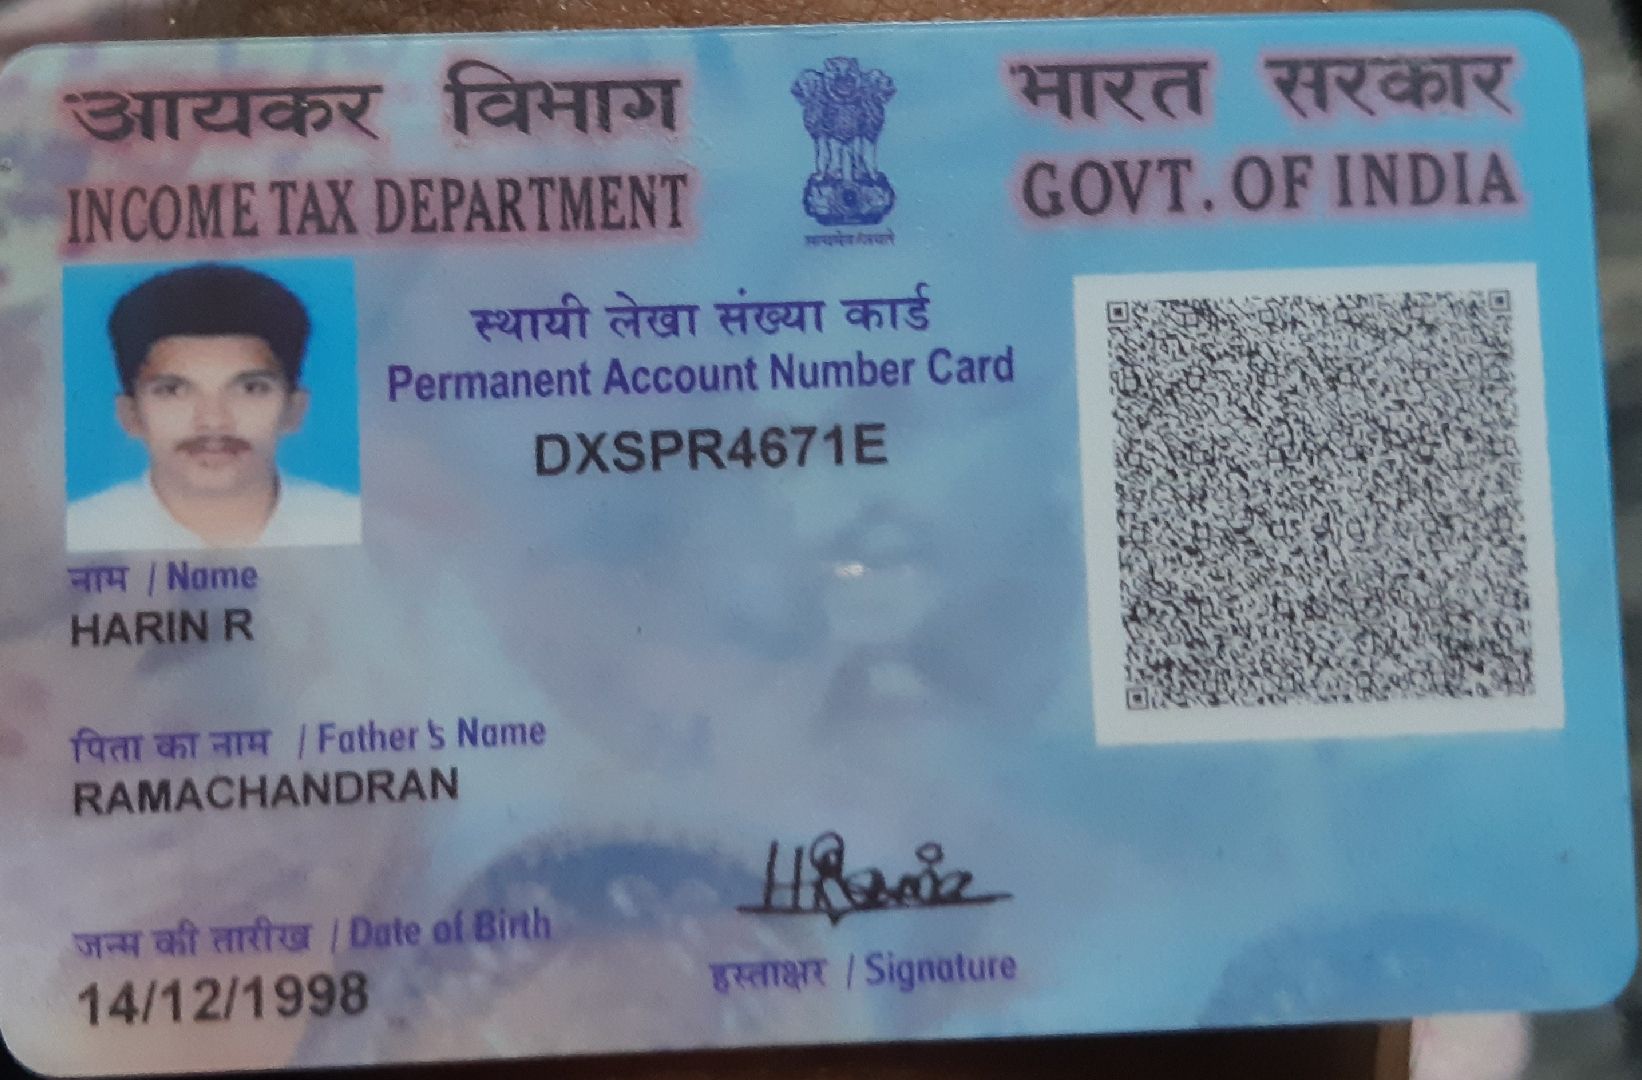 आयकर विभाग
INCOME TAX DEPARTMENT
सत्यमेव जयते
भारत सरकार
GOVT. OF INDIA
स्थायी लेखा संख्या कार्ड
Permanent Account Number Card
DXSPR4671E
नाम / Name
HARIN R
पिता का नाम / Father's Name
RAMACHANDRAN
जन्म की तारीख / Date of Birth
14/12/1998
हस्ताक्षर / Signature